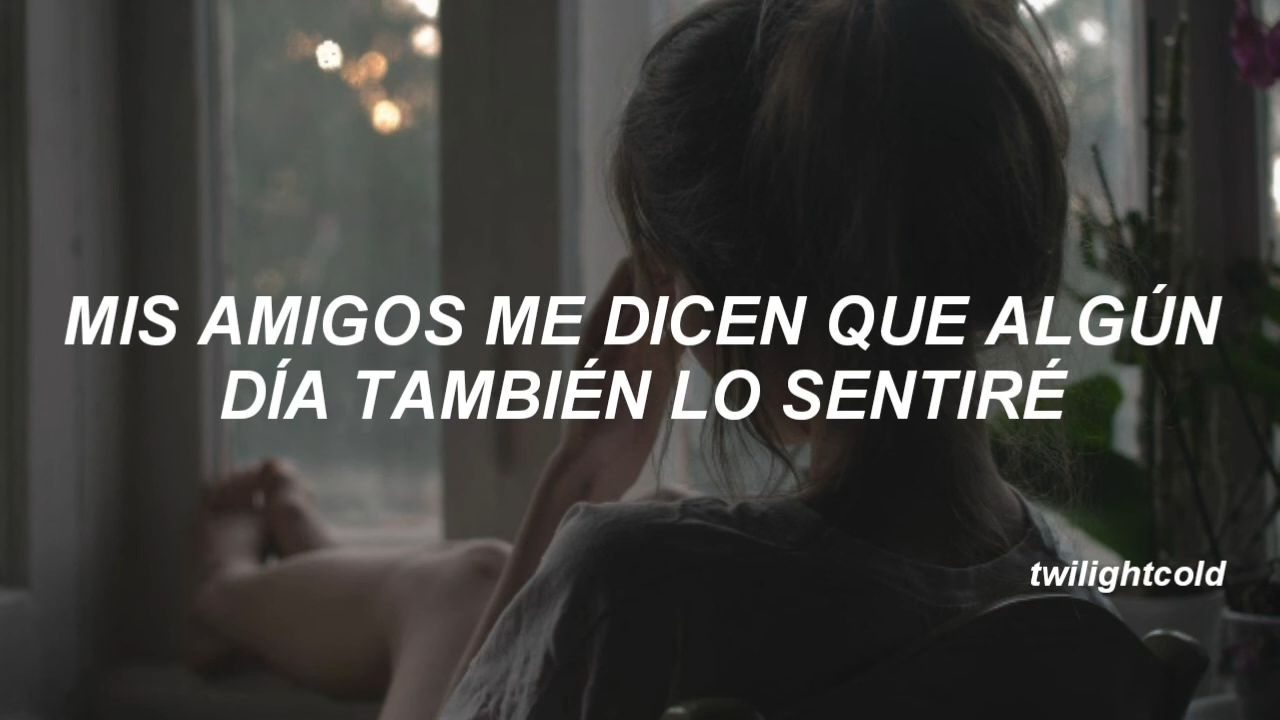 MIS AMIGOS ME DICEN QUE ALGÚN
DÍA TAMBIÉN LO SENTIRÉ
twilightcold